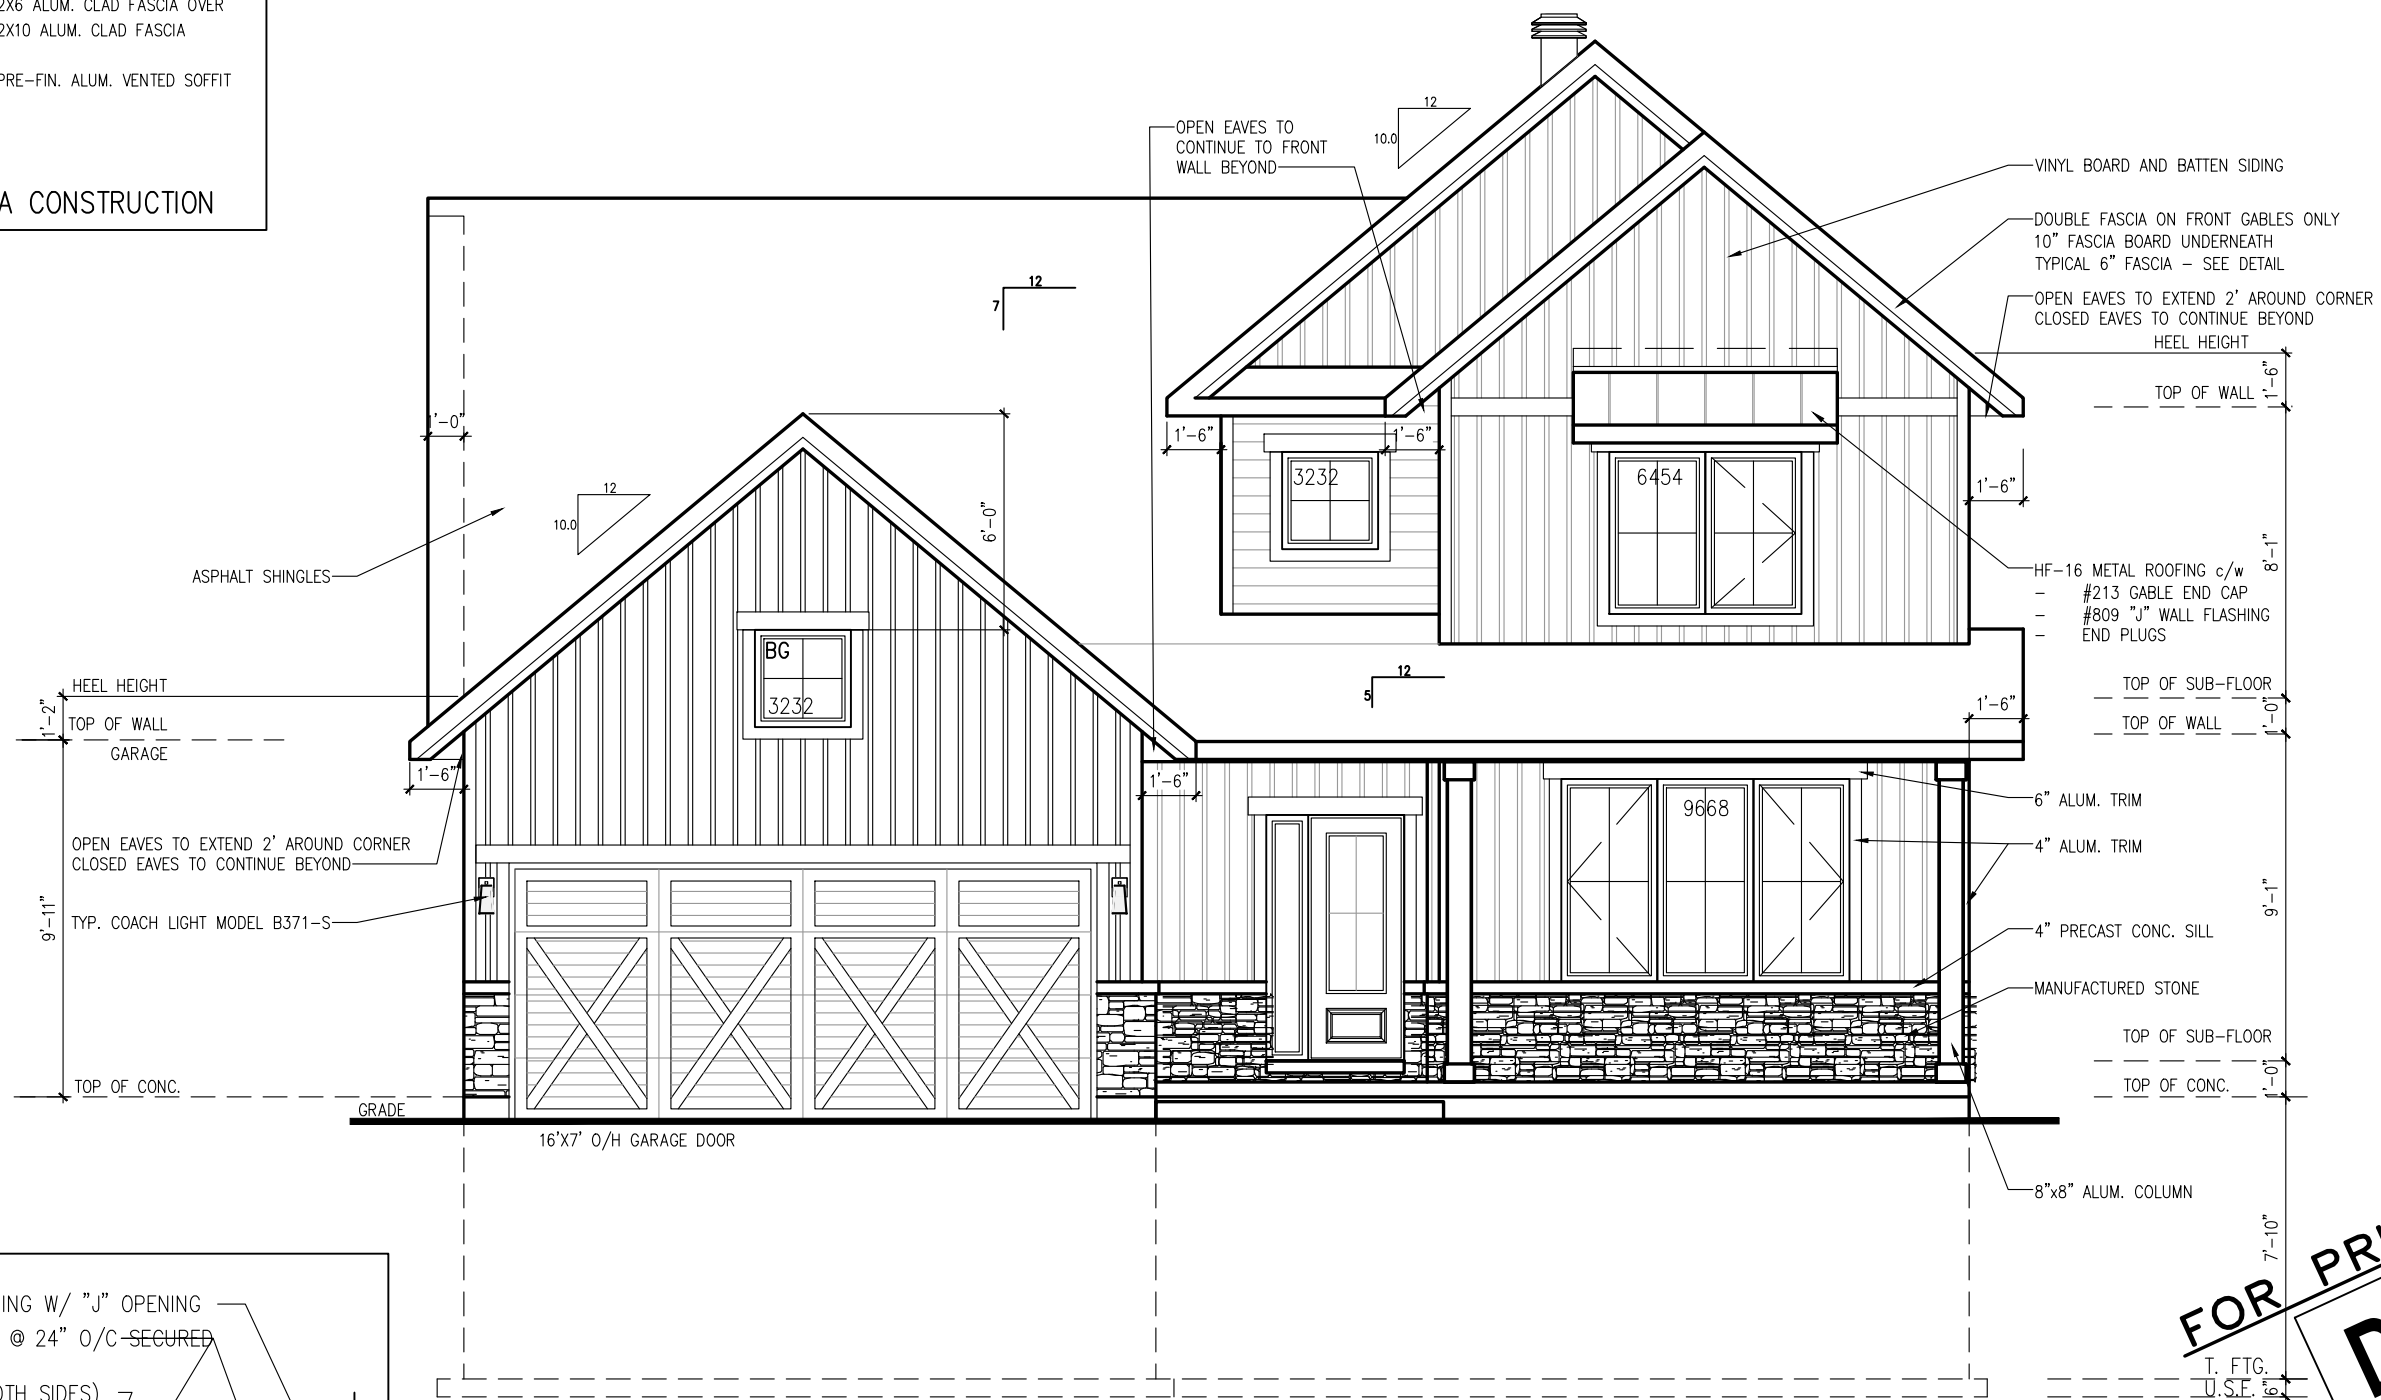 2X6 ALUM. CLAD FASCIA OVER
2X10 ALUM. CLAD FASCIA
PRE-FIN. ALUM. VENTED SOFFIT
A CONSTRUCTION
12
10.0
OPEN EAVES TO
CONTINUE TO FRONT
WALL BEYOND
VINYL BOARD AND BATTEN SIDING
DOUBLE FASCIA ON FRONT GABLES ONLY
10" FASCIA BOARD UNDERNEATH
TYPICAL 6" FASCIA - SEE DETAIL
OPEN EAVES TO EXTEND 2' AROUND CORNER
CLOSED EAVES TO CONTINUE BEYOND
HEEL HEIGHT
1'-6"
TOP OF WALL
12
7
1'-0"
1'-6"
1'-6"
3232
6454
1'-6"
12
10.0
6'-0"
8'-1"
ASPHALT SHINGLES
HF-16 METAL ROOFING c/w
- #213 GABLE END CAP
- #809 "J" WALL FLASHING
- END PLUGS
BG
3232
12
5
HEEL HEIGHT
1'-2"
TOP OF WALL
GARAGE
TOP OF SUB-FLOOR
1'-6"
1'-0"
TOP OF WALL
1'-6"
1'-6"
9668
6" ALUM. TRIM
4" ALUM. TRIM
OPEN EAVES TO EXTEND 2' AROUND CORNER
CLOSED EAVES TO CONTINUE BEYOND
9'-11"
TYP. COACH LIGHT MODEL B371-S
9'-1"
4" PRECAST CONC. SILL
MANUFACTURED STONE
TOP OF SUB-FLOOR
1'-0"
TOP OF CONC.
TOP OF CONC.
GRADE
16'X7' O/H GARAGE DOOR
8"x8" ALUM. COLUMN
7'-10"
ING W/ "J" OPENING
@ 24" O/C SECURED
OTH SIDES)
FOR PR
T. FTG.
U.S.F.
6"